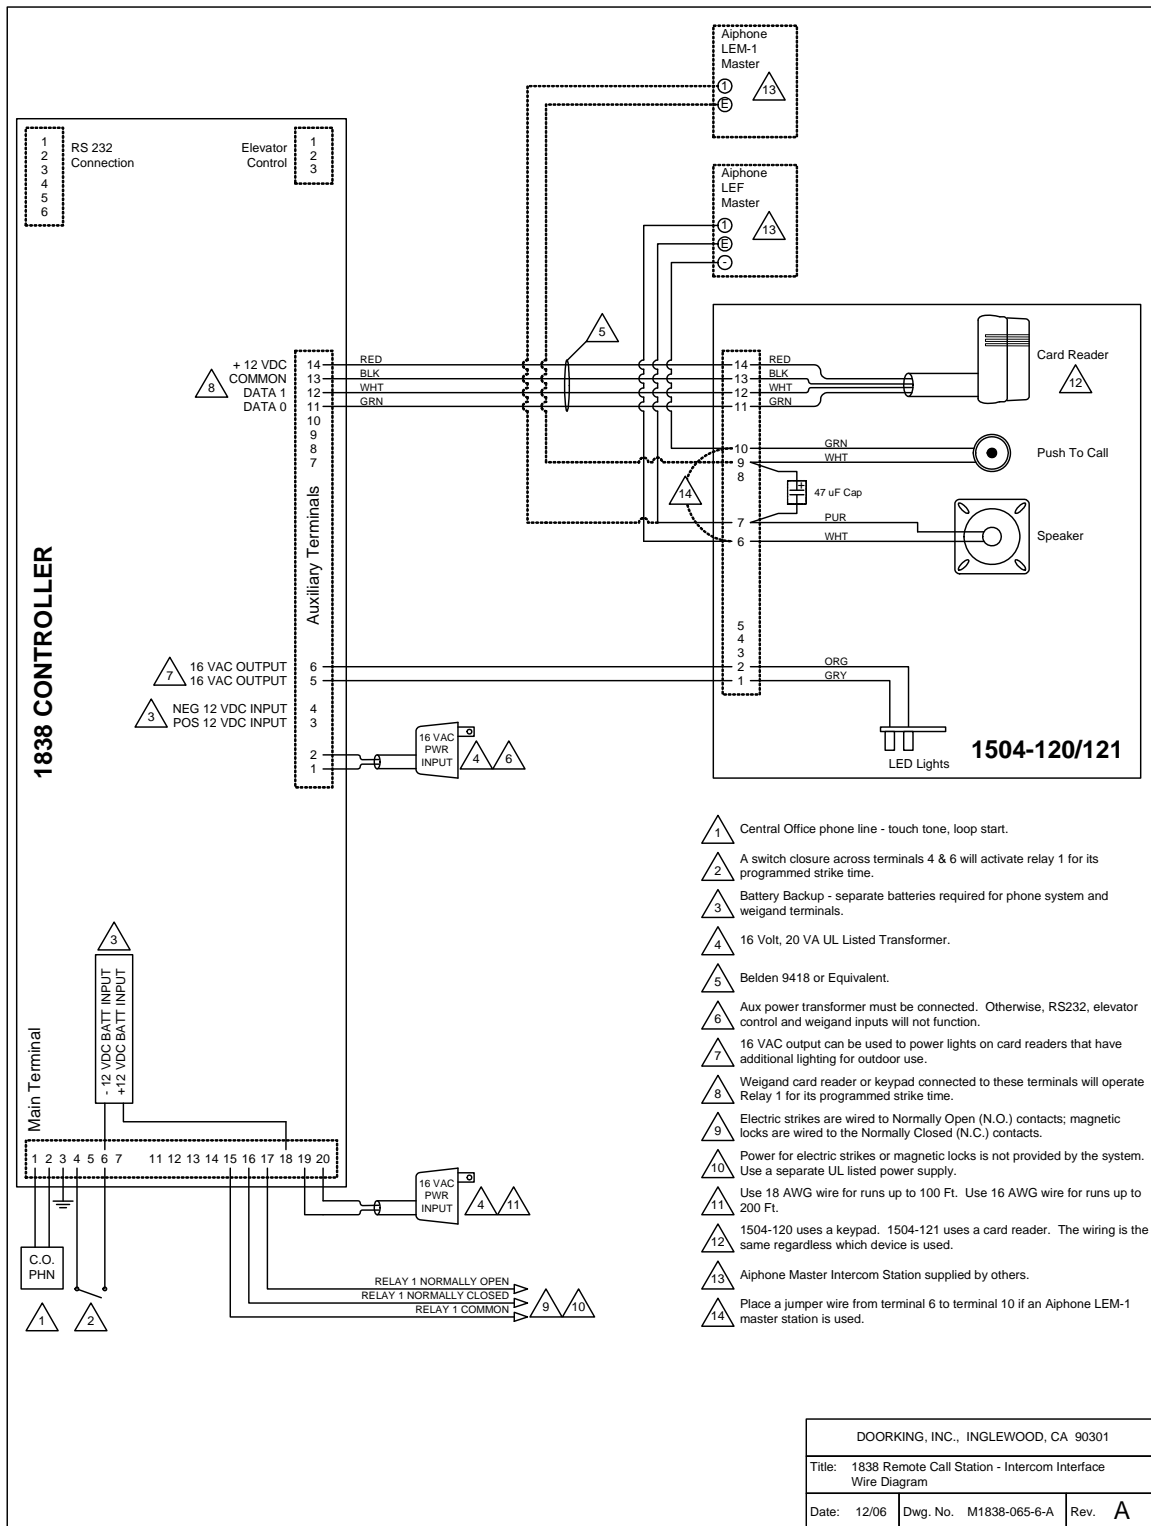 Aiphone
LEM-1
Master
1
E
13
1
2
3
4
5
6
RS 232
Connection
Elevator
Control
1
2
3
Aiphone
LEF
Master
1
E
-
13
5
8
+ 12 VDC
COMMON
DATA 1
DATA 0
14
13
12
11
10
9
8
7
RED
BLK
WHT
GRN
Auxiliary Terminals
14
13
12
11
10
9
8
7
6
5
4
3
2
1
RED
BLK
WHT
GRN
Card Reader
12
GRN
WHT
Push To Call
14
+
47 uF Cap
PUR
WHT
Speaker
1838 CONTROLLER
7
16 VAC OUTPUT
16 VAC OUTPUT
6
5
ORG
GRY
3
NEG 12 VDC INPUT
POS 12 VDC INPUT
4
3
2
1
16 VAC
PWR
INPUT
4
6
LED Lights
1504-120/121
1 Central Office phone line - touch tone, loop start.
2 A switch closure across terminals 4 & 6 will activate relay 1 for its
programmed strike time.
3 Battery Backup - separate batteries required for phone system and
weigand terminals.
4 16 Volt, 20 VA UL Listed Transformer.
5 Belden 9418 or Equivalent.
6 Aux power transformer must be connected. Otherwise, RS232, elevator
control and weigand inputs will not function.
7 16 VAC output can be used to power lights on card readers that have
additional lighting for outdoor use.
8 Weigand card reader or keypad connected to these terminals will operate
Relay 1 for its programmed strike time.
9 Electric strikes are wired to Normally Open (N.O.) contacts; magnetic
locks are wired to the Normally Closed (N.C.) contacts.
10 Power for electric strikes or magnetic locks is not provided by the system.
Use a separate UL listed power supply.
11 Use 18 AWG wire for runs up to 100 Ft. Use 16 AWG wire for runs up to
200 Ft.
12 1504-120 uses a keypad. 1504-121 uses a card reader. The wiring is the
same regardless which device is used.
13 Aiphone Master Intercom Station supplied by others.
14 Place a jumper wire from terminal 6 to terminal 10 if an Aiphone LEM-1
master station is used.
3
- 12 VDC BATT INPUT
+12 VDC BATT INPUT
Main Terminal
1 2 3 4 5 6 7 11 12 13 14 15 16 17 18 19 20
16 VAC
PWR
INPUT
4
11
C.O.
PHN
1
2
RELAY 1 NORMALLY OPEN
RELAY 1 NORMALLY CLOSED
RELAY 1 COMMON
9
10
DOORKING, INC., INGLEWOOD, CA 90301
Title: 1838 Remote Call Station - Intercom Interface
Wire Diagram
Date: 12/06 Dwg. No. M1838-065-6-A Rev. A